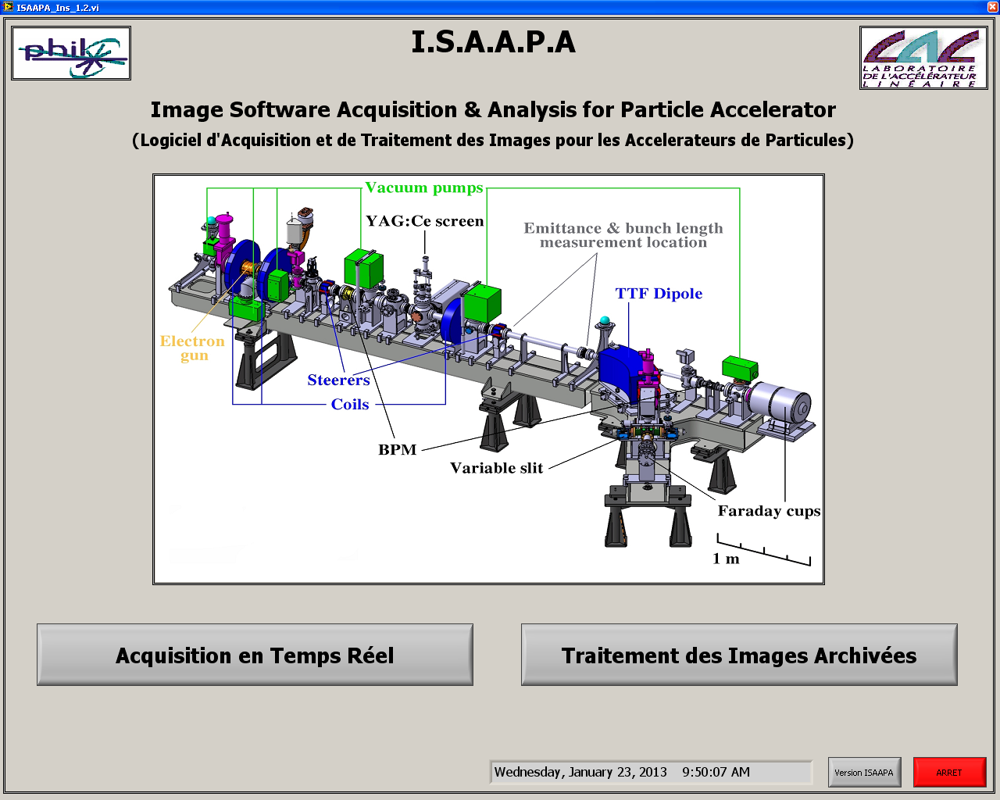 ISAAPA_Ins_1.2.vi
phil
I.S.A.A.P.A
LAC
LABORATOIRE
DE L'ACCÉLÉRATEUR
LINÉAIRE
Image Software Acquisition & Analysis for Particle Accelerator
(Logiciel d'Acquisition et de Traitement des Images pour les Accelerateurs de Particules)
Vacuum pumps
YAG:Ce screen
Emittance & bunch length
measurement location
TTF Dipole
Electron
gun
Steerers
Coils
BPM
Variable slit
Faraday cups
1 m
Acquisition en Temps Réel
Traitement des Images Archivées
Wednesday, January 23, 2013 9:50:07 AM
Version ISAAPA
ARRET